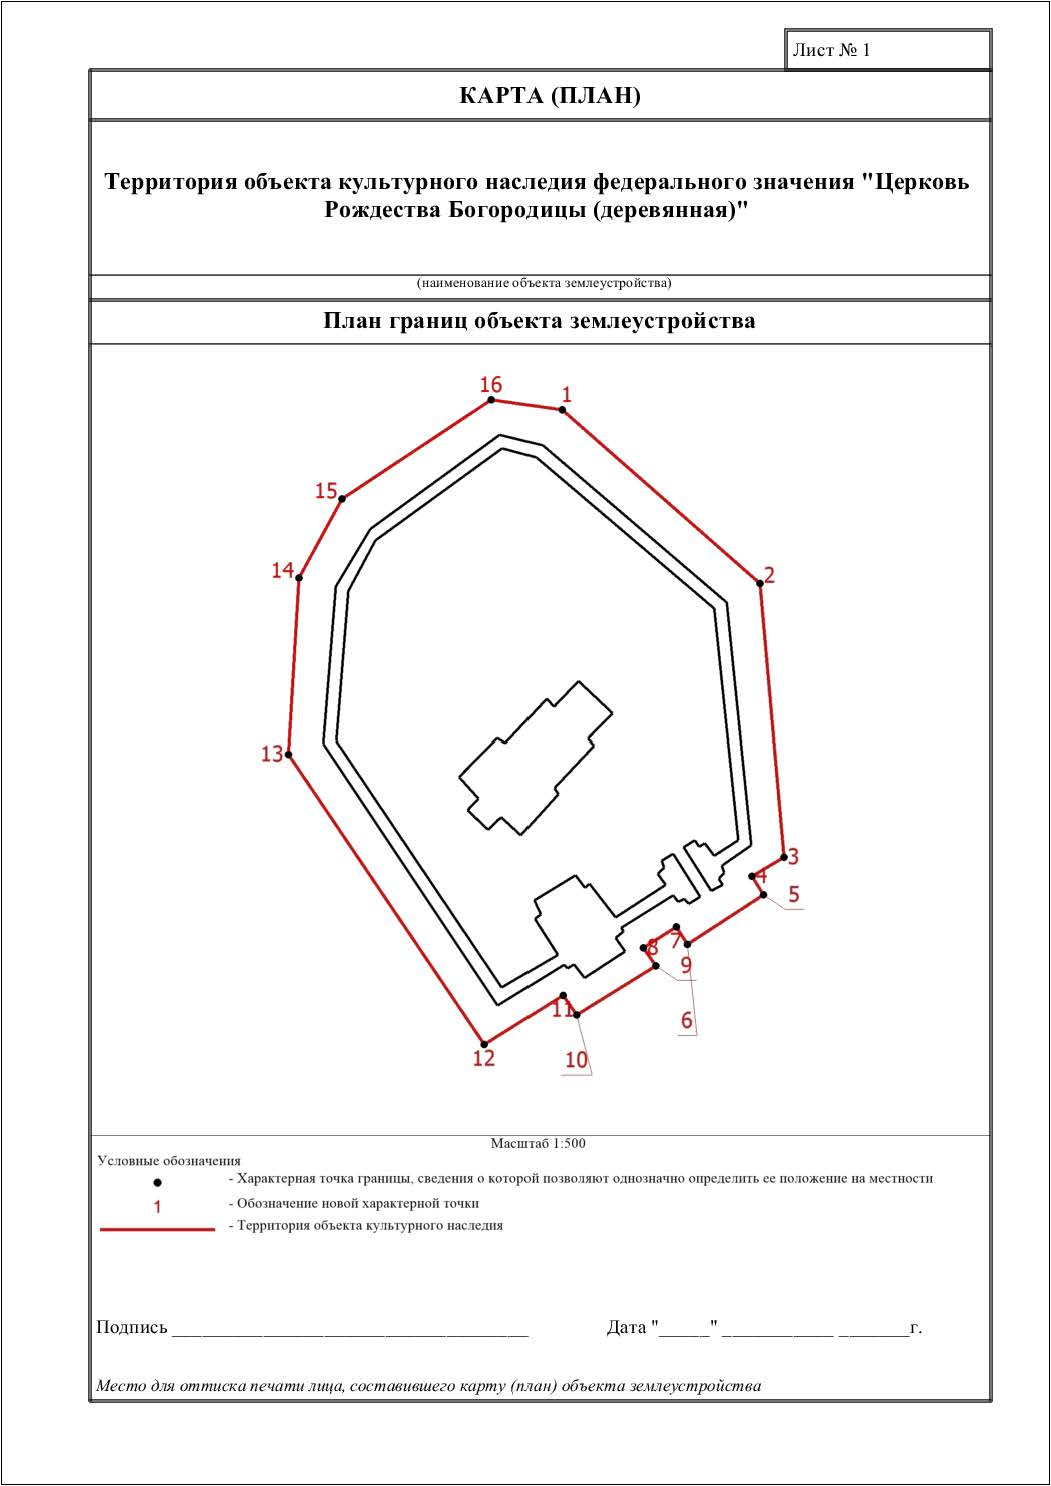 Лист № 1
КАРТА (ПЛАН)
Территория объекта культурного наследия федерального значения "Церковь
Рождества Богородицы (деревянная)"
(наименование объекта землеустройства)
План границ объекта землеустройства
16
1
15
14
2
13
3
4
5
7
8
9
11
6
12
10
Масштаб 1:500
Условные обозначения
- Характерная точка границы, сведения о которой позволяют однозначно определить ее положение на местности
1 - Обозначение новой характерной точки
- Территория объекта культурного наследия
Подпись ___________________________________ Дата "_____" ___________ _______г.
Место для оттиска печати лица, составившего карту (план) объекта землеустройства